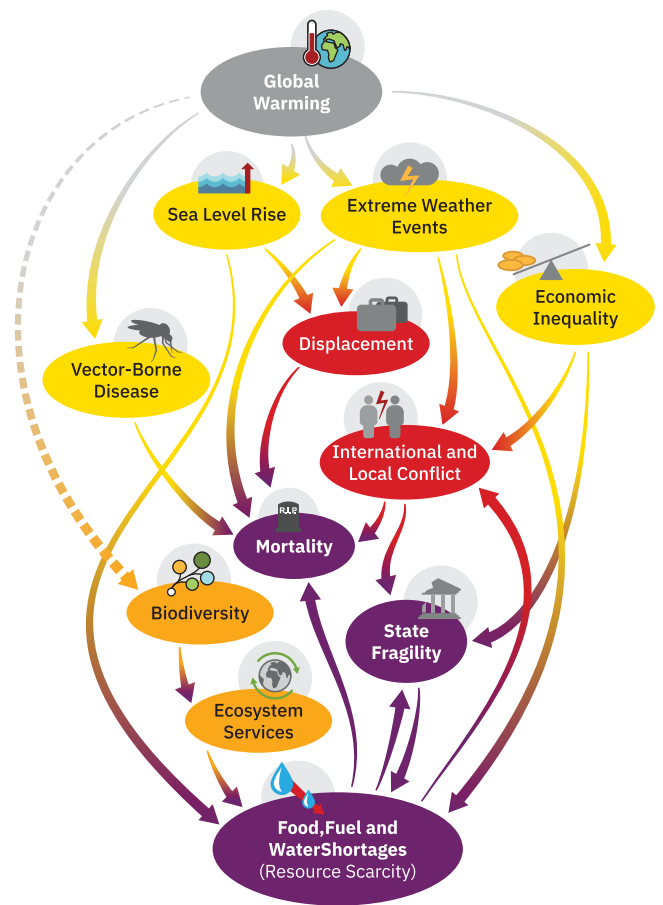 Global
Warming
Sea Level Rise
Extreme Weather
Events
Economic
Inequality
Displacement
Vector-Borne
Disease
International and
Local Conflict
R.I.P
Mortality
Biodiversity
State
Fragility
Ecosystem
Services
Food,Fuel and
WaterShortages
(Resource Scarcity)